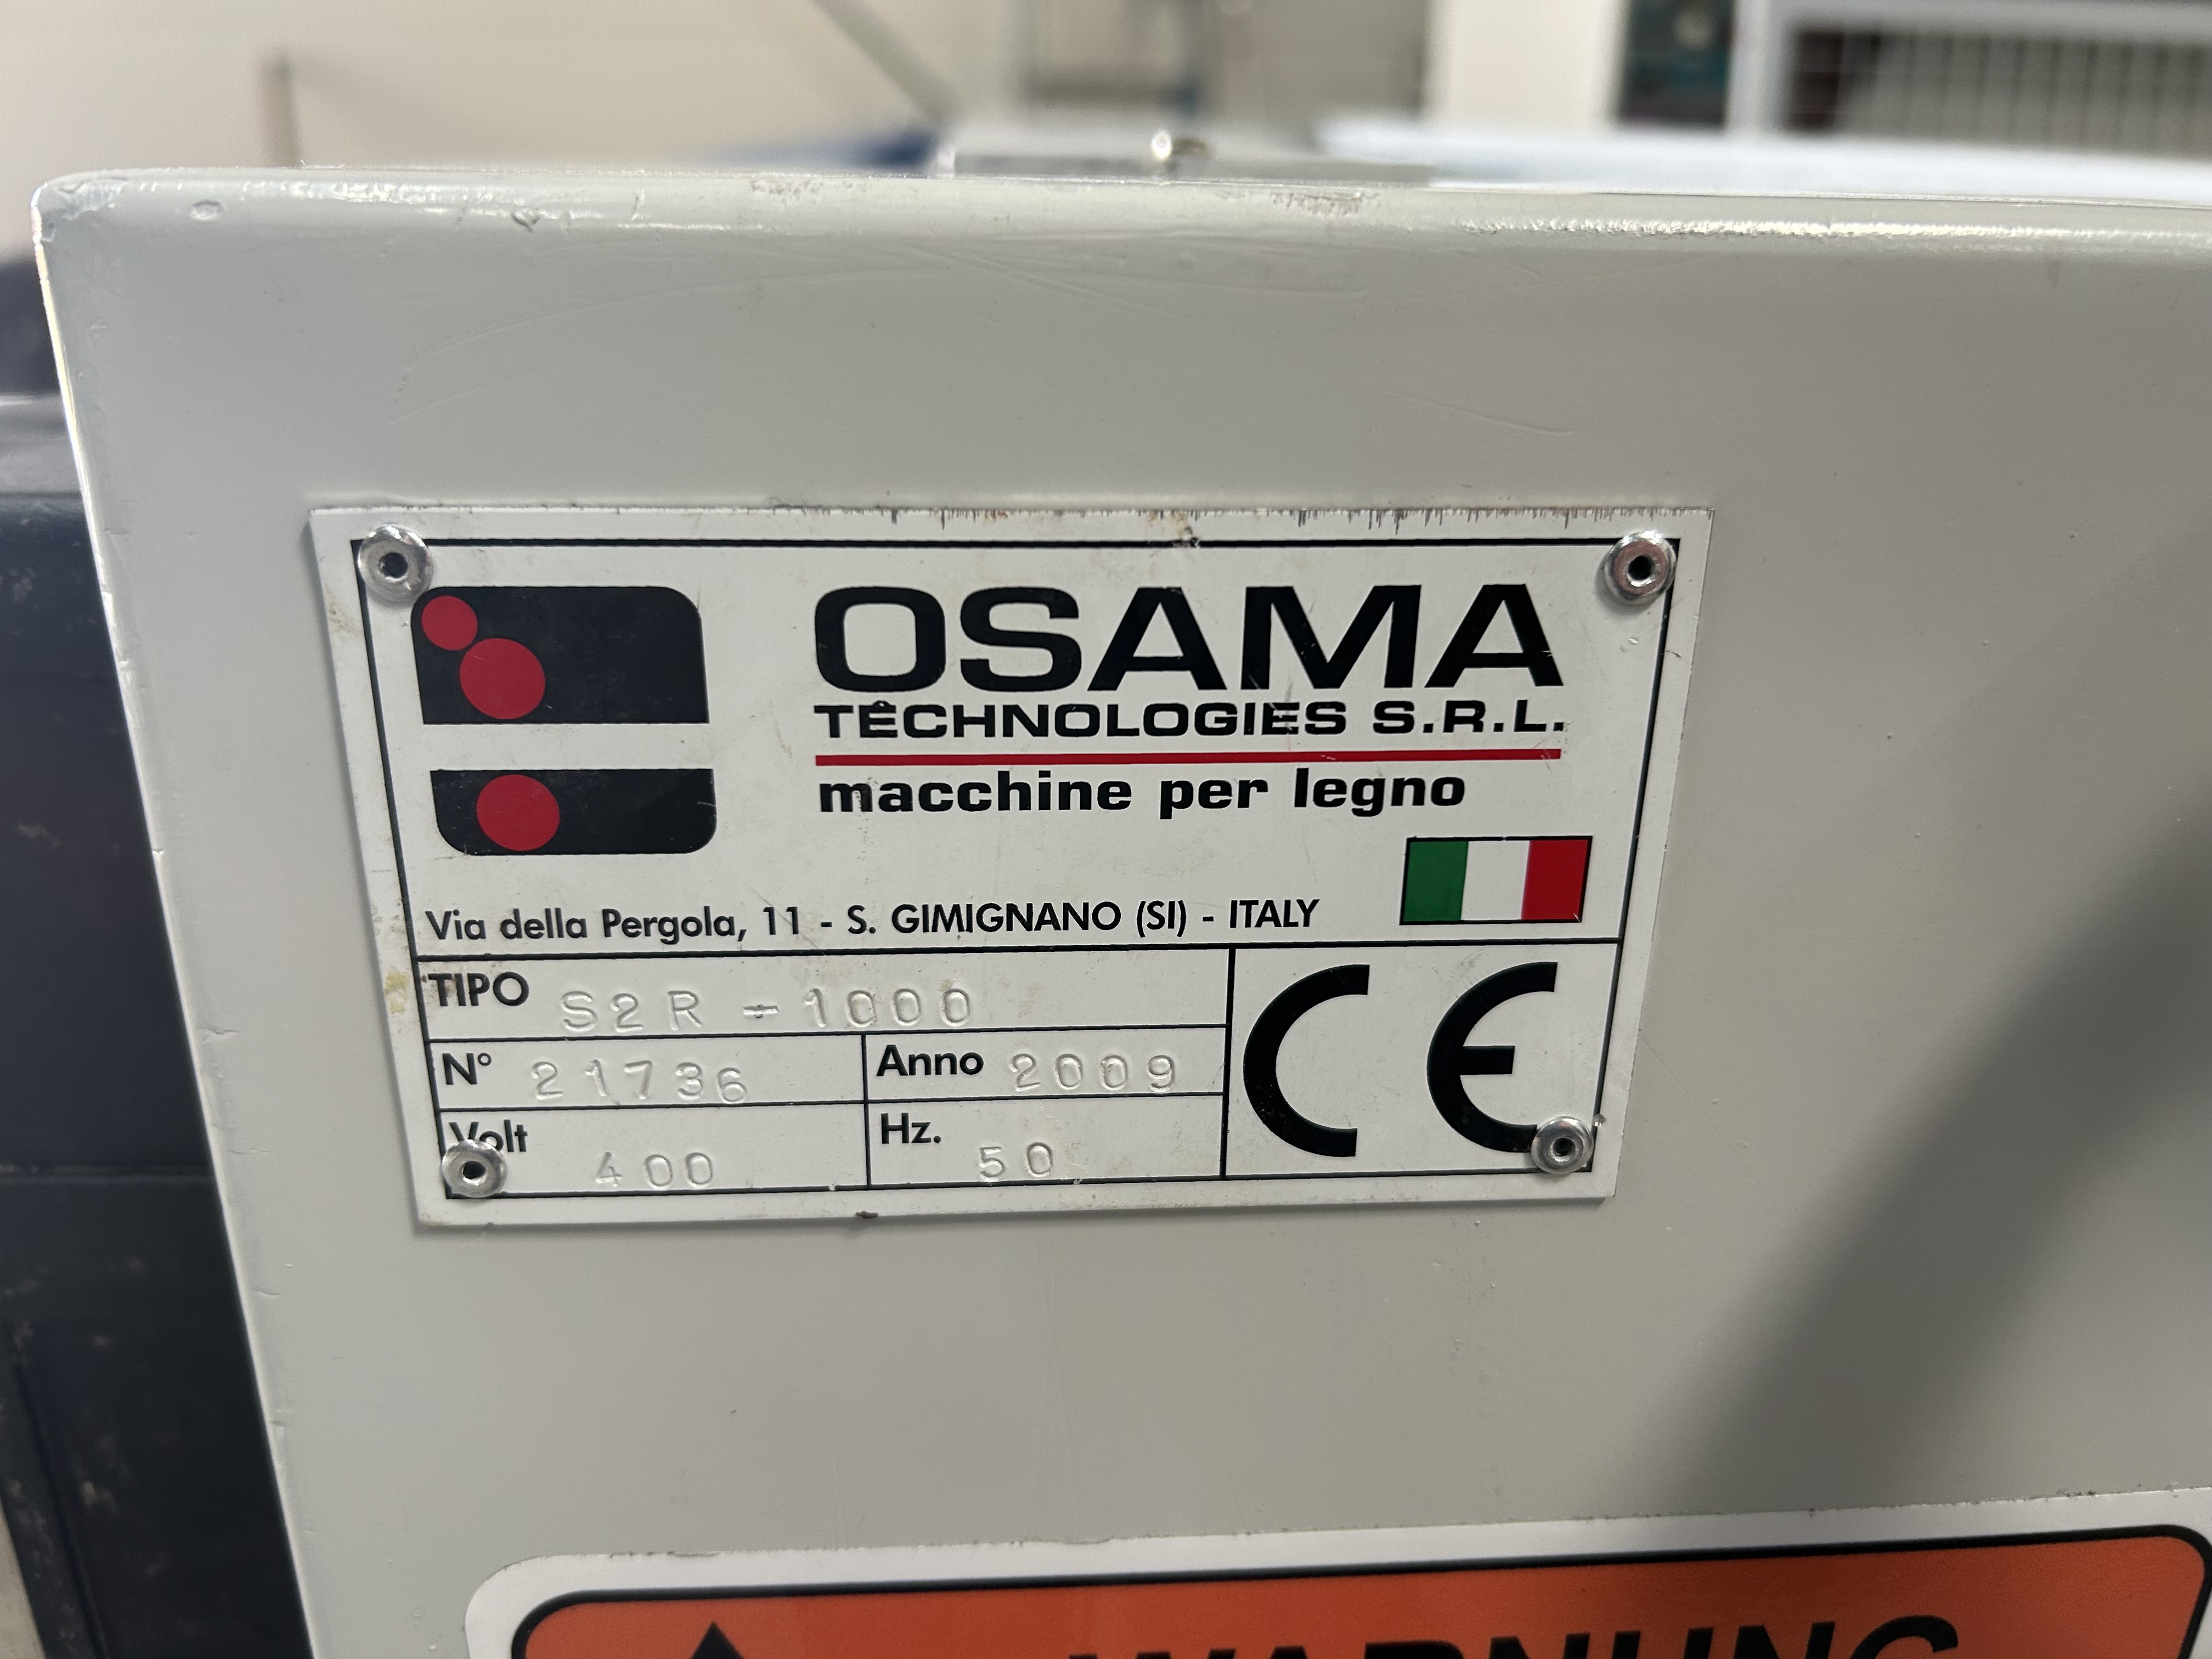 OSAMA
TECHNOLOGIES S.R.L.
macchine per legno
Via della Pergola, 11 - S. GIMIGNANO (SI) - ITALY
TIPO S2R-1000
N° 21736 Anno 2009
Volt 400 Hz. 50
CE
WARNUNG